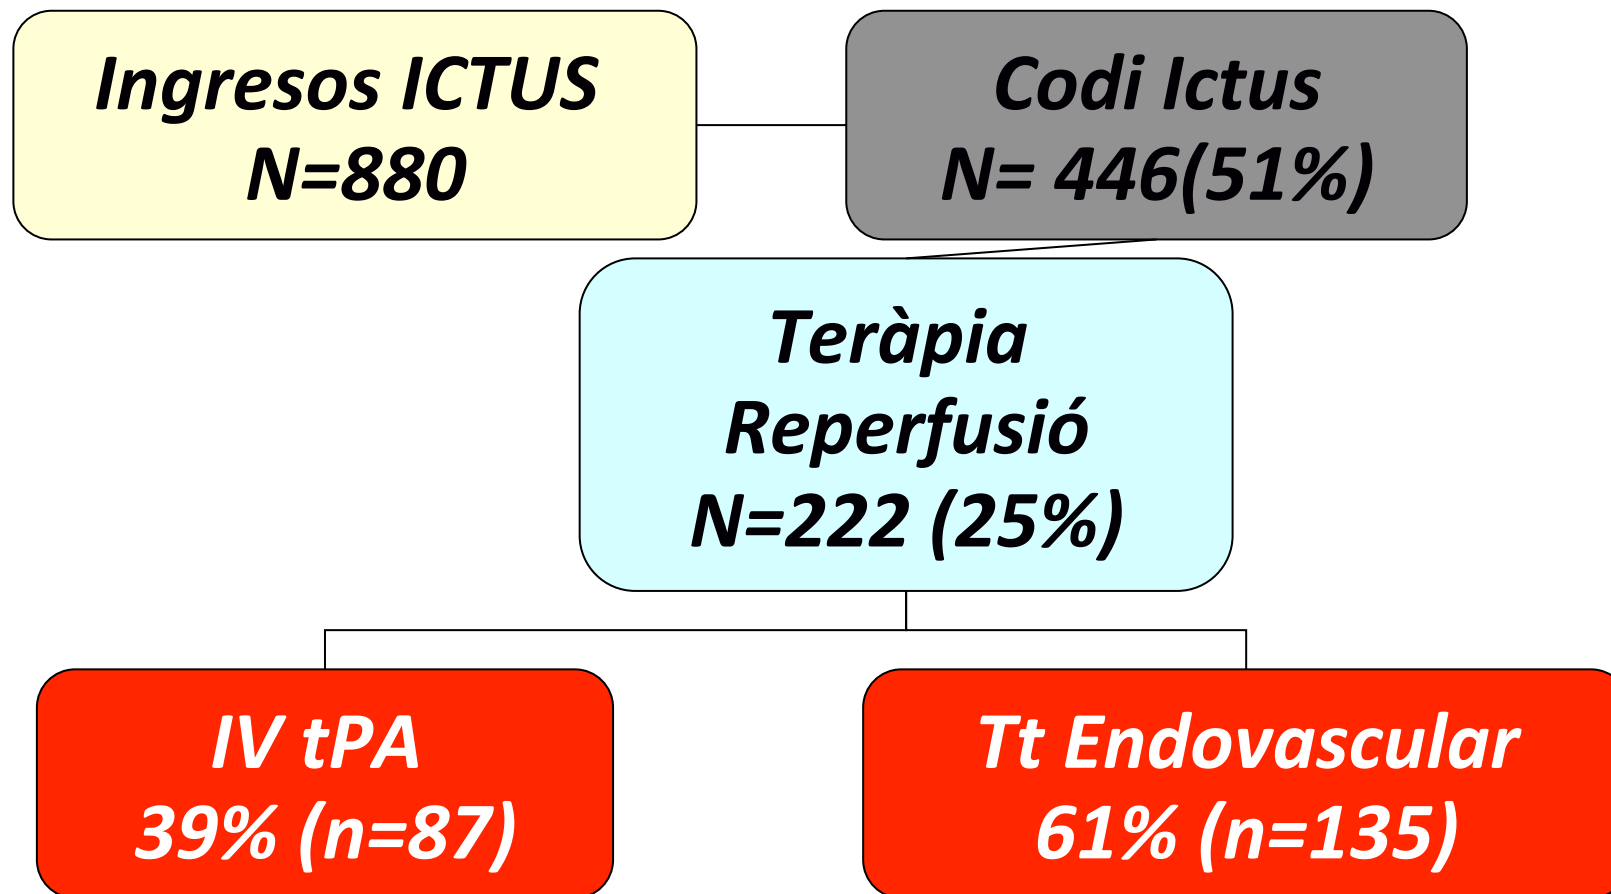 Ingresos ICTUS
N=880
Codi Ictus
N= 446(51%)
Teràpia
Reperfusió
N=222 (25%)
IV tPA
39% (n=87)
Tt Endovascular
61% (n=135)